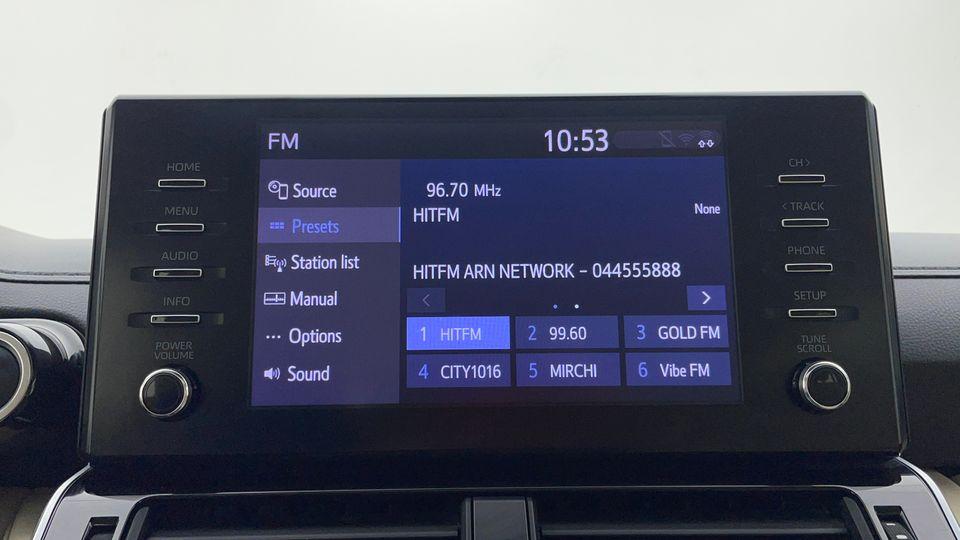 FM 10:53
HOME
MENU
AUDIO
INFO
POWER
VOLUME
Source
Presets
Station list
Manual
Options
Sound
96.70 MHz
HITFM
None
HITFM ARN NETWORK - 044555888
1 HITFM 2 99.60 3 GOLD FM
4 CITY1016 5 MIRCHI 6 Vibe FM
CH >
< TRACK
PHONE
SETUP
TUNE
SCROLL